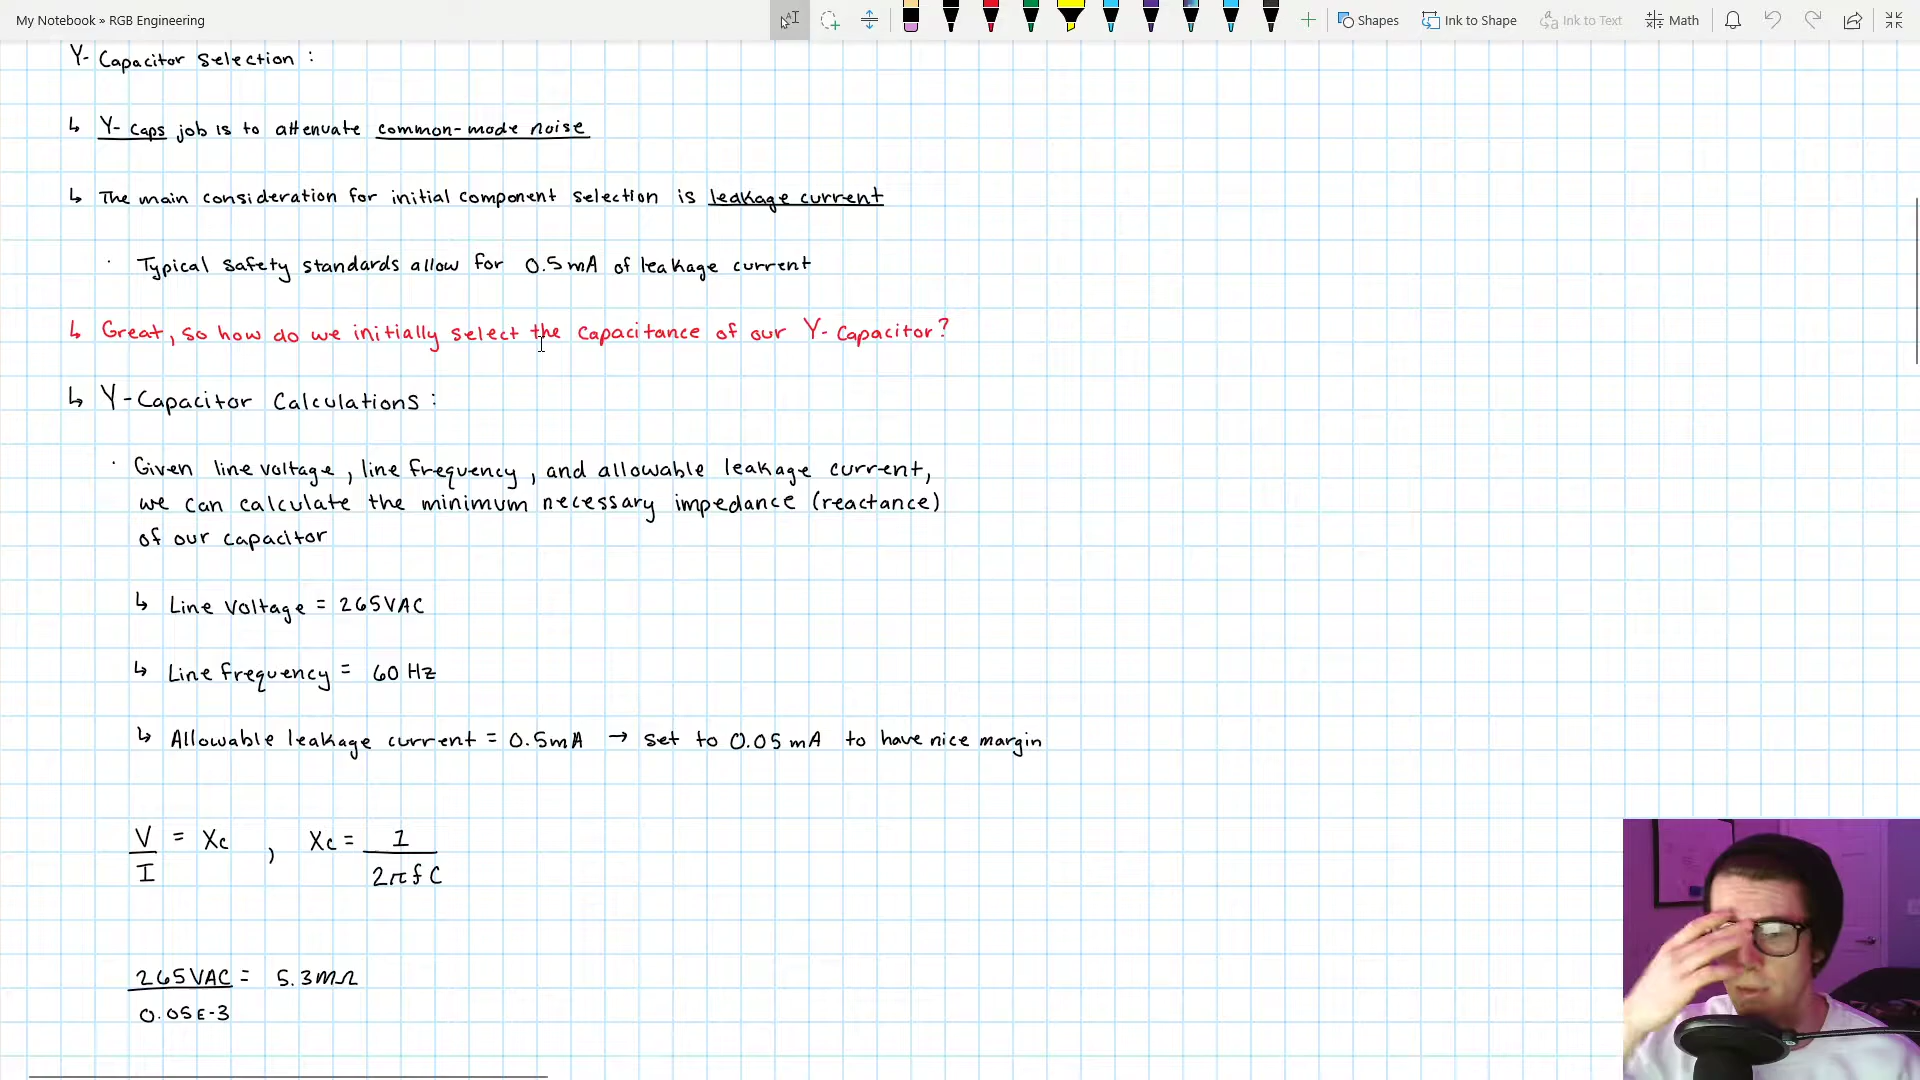 My Notebook » RGB Engineering
Shapes Ink to Shape Ink to Text Math
Y-Capacitor Selection :
↳ Y-Caps job is to attenuate common-mode noise
↳ The main consideration for initial component selection is leakage current
· Typical safety standards allow for 0.5mA of leakage current
↳ Great, so how do we initially select the capacitance of our Y-Capacitor?
↳ Y-Capacitor Calculations :
· Given line voltage, line frequency, and allowable leakage current,
we can calculate the minimum necessary impedance (reactance)
of our capacitor
↳ Line Voltage = 265VAC
↳ Line frequency = 60 Hz
↳ Allowable leakage current = 0.5mA → set to 0.05mA to have nice margin
V/I = Xc , Xc = 1/2πfC
265VAC/0.05E-3 = 5.3MΩ